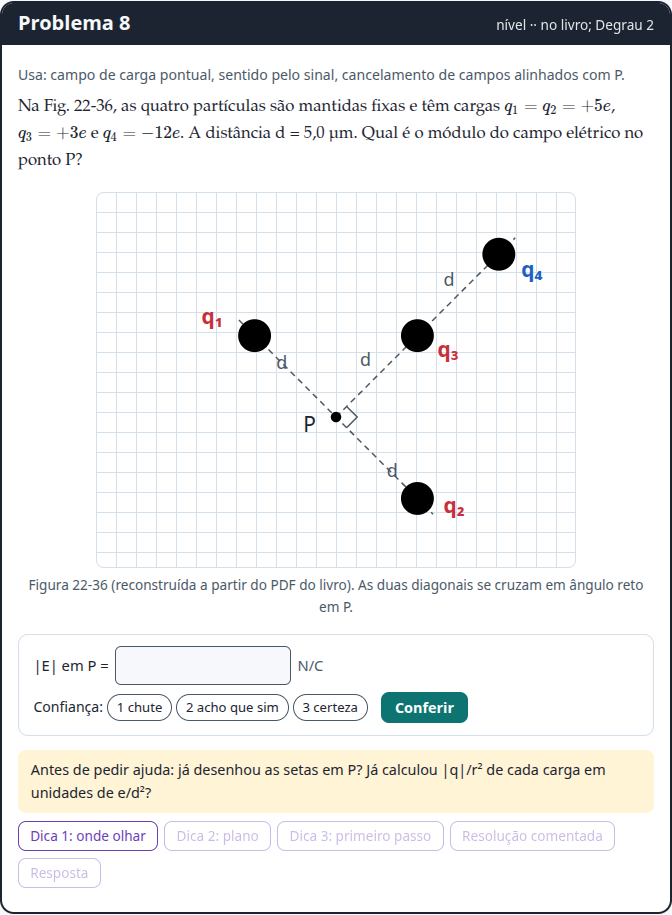 Problema 8
nível ·· no livro; Degrau 2
Usa: campo de carga pontual, sentido pelo sinal, cancelamento de campos alinhados com P.
Na Fig. 22-36, as quatro partículas são mantidas fixas e têm cargas q₁ = q₂ = +5e,
q₃ = +3e e q₄ = −12e. A distância d = 5,0 μm. Qual é o módulo do campo elétrico no
ponto P?
q₄
d
q₁
q₃
d
d
P
d
q₂
Figura 22-36 (reconstruída a partir do PDF do livro). As duas diagonais se cruzam em ângulo reto
em P.
|E| em P =
N/C
Confiança:
1 chute
2 acho que sim
3 certeza
Conferir
Antes de pedir ajuda: já desenhou as setas em P? Já calculou |q|/r² de cada carga em
unidades de e/d²?
Dica 1: onde olhar
Dica 2: plano
Dica 3: primeiro passo
Resolução comentada
Resposta